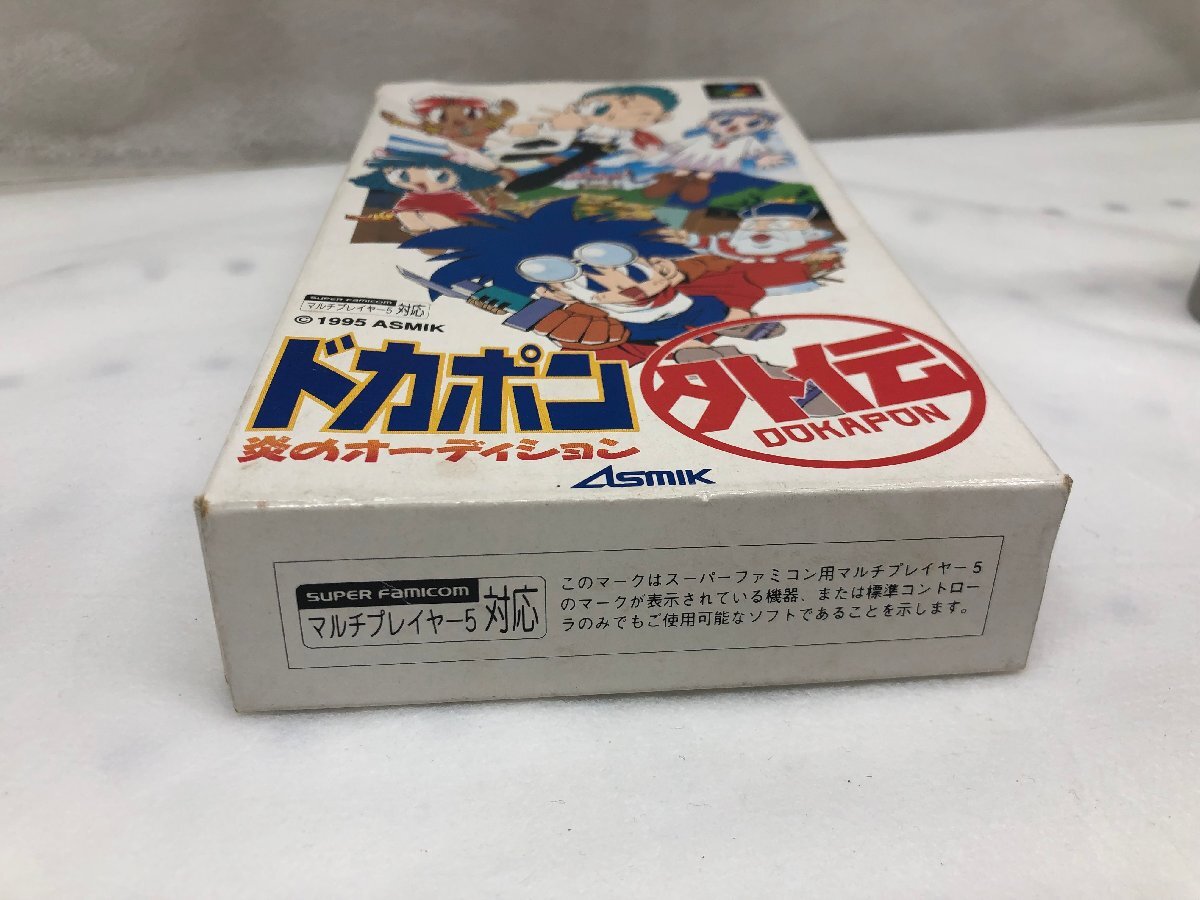 SUPER FAMICOM
マルチプレイヤー5 対応
© 1995 ASMIK
ドカポン
外伝
DOKAPON
炎のオーディション
ASMIK
SUPER FAMICOM
マルチプレイヤー5 対応
このマークはスーパーファミコン用マルチプレイヤー5
のマークが表示されている機器、または標準コントロー
ラのみでもご使用可能なソフトであることを示します。